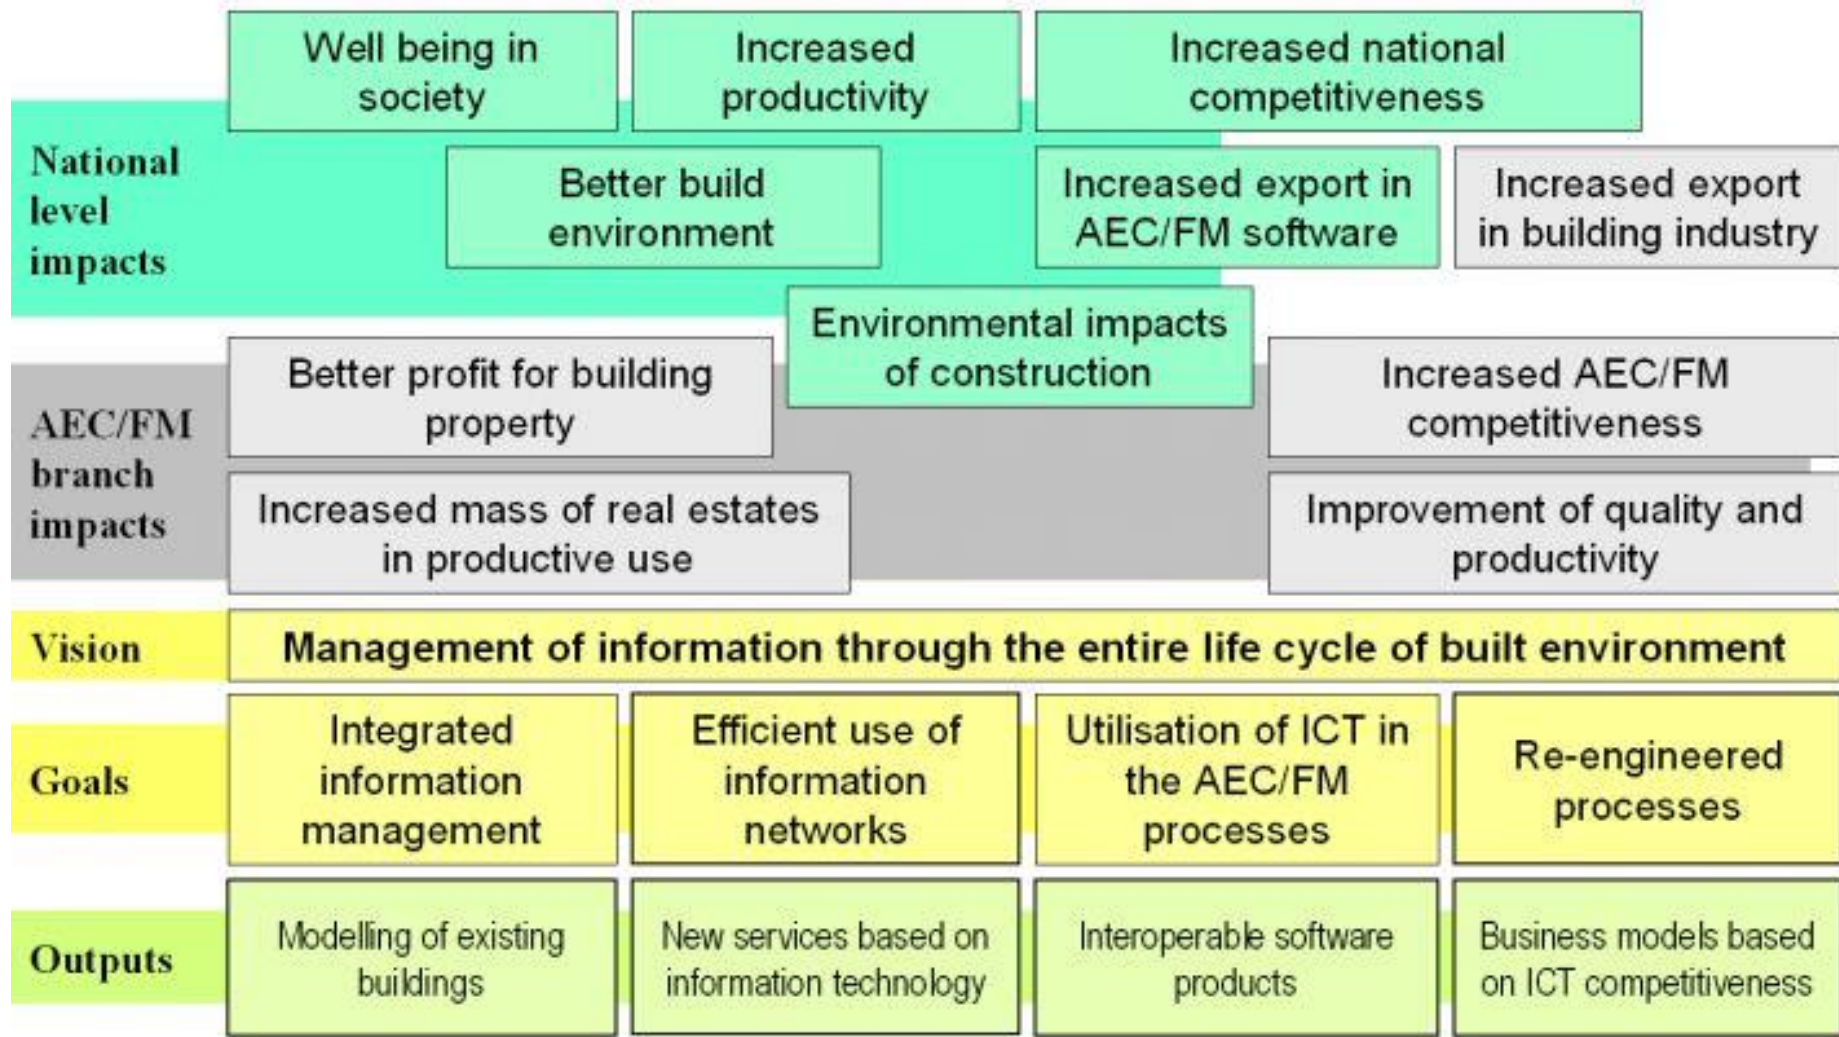 Well being in
society
Increased
productivity
Increased national
competitiveness
National
level
impacts
Better build
environment
Increased export in
AEC/FM software
Increased export
in building industry
Environmental impacts
of construction
AEC/FM
branch
impacts
Better profit for building
property
Increased AEC/FM
competitiveness
Increased mass of real estates
in productive use
Improvement of quality and
productivity
Vision
Management of information through the entire life cycle of built environment
Goals
Integrated
information
management
Efficient use of
information
networks
Utilisation of ICT in
the AEC/FM
processes
Re-engineered
processes
Outputs
Modelling of existing
buildings
New services based on
information technology
Interoperable software
products
Business models based
on ICT competitiveness